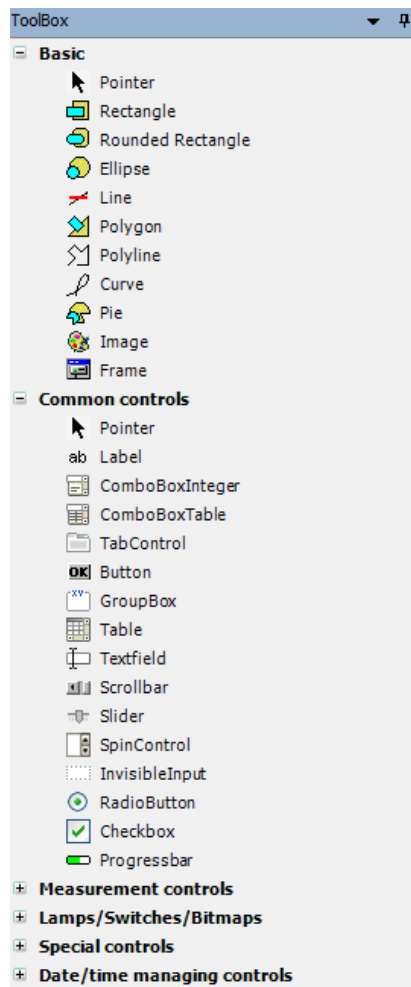 ToolBox
Basic
Pointer
Rectangle
Rounded Rectangle
Ellipse
Line
Polygon
Polyline
Curve
Pie
Image
Frame
Common controls
Pointer
ab Label
ComboBoxInteger
ComboBoxTable
TabControl
OK Button
XY GroupBox
Table
Textfield
Scrollbar
Slider
SpinControl
InvisibleInput
RadioButton
Checkbox
Progressbar
Measurement controls
Lamps/Switches/Bitmaps
Special controls
Date/time managing controls